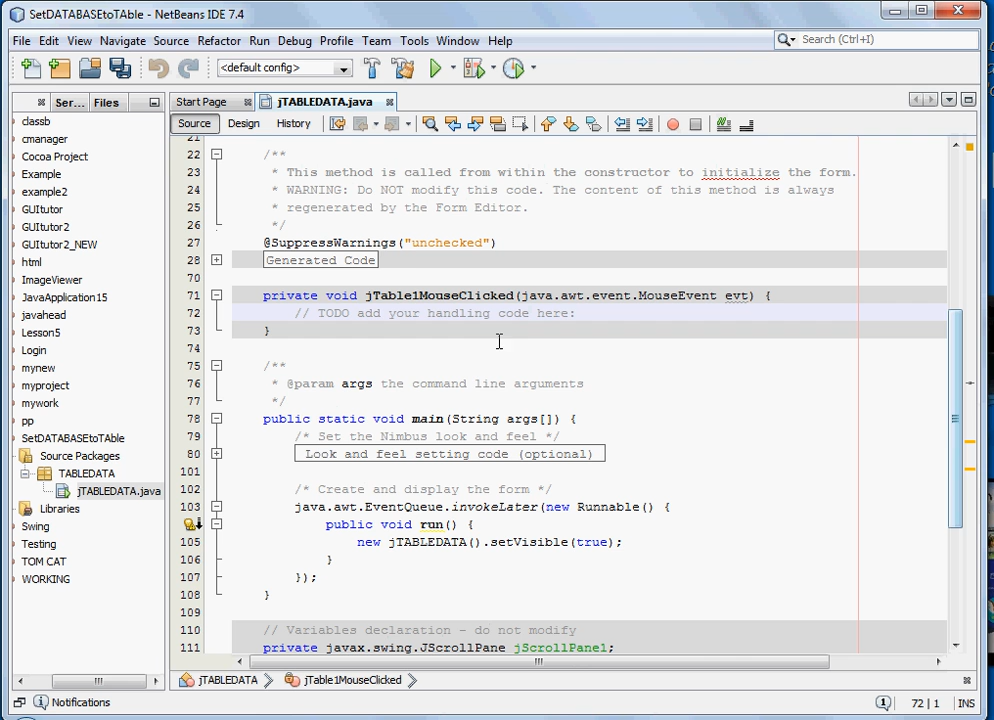 SetDATABASEtoTAble - NetBeans IDE 7.4
File Edit View Navigate Source Refactor Run Debug Profile Team Tools Window Help
Search (Ctrl+I)
<default config>
Ser... Files
Start Page
jTABLEDATA.java
Source Design History
classb
cmanager
Cocoa Project
Example
example2
GUItutor
GUItutor2
GUItutor2_NEW
html
ImageViewer
JavaApplication15
javahead
Lesson5
Login
mynew
myproject
mywork
pp
SetDATABASEtoTAble
Source Packages
TABLEDATA
jTABLEDATA.java
Libraries
Swing
Testing
TOM CAT
WORKING
21
22 /**
23 * This method is called from within the constructor to initialize the form.
24 * WARNING: Do NOT modify this code. The content of this method is always
25 * regenerated by the Form Editor.
26 */
27 @SuppressWarnings("unchecked")
28 Generated Code
70
71 private void jTable1MouseClicked(java.awt.event.MouseEvent evt) {
72 // TODO add your handling code here:
73 }
74
75 /**
76 * @param args the command line arguments
77 */
78 public static void main(String args[]) {
79 /* Set the Nimbus look and feel */
80 Look and feel setting code (optional)
101
102 /* Create and display the form */
103 java.awt.EventQueue.invokeLater(new Runnable() {
public void run() {
105 new jTABLEDATA().setVisible(true);
106 }
107 });
108 }
109
110 // Variables declaration - do not modify
111 private javax.swing.JScrollPane jScrollPane1;
jTABLEDATA jTable1MouseClicked
Notifications
1 72 | 1 INS